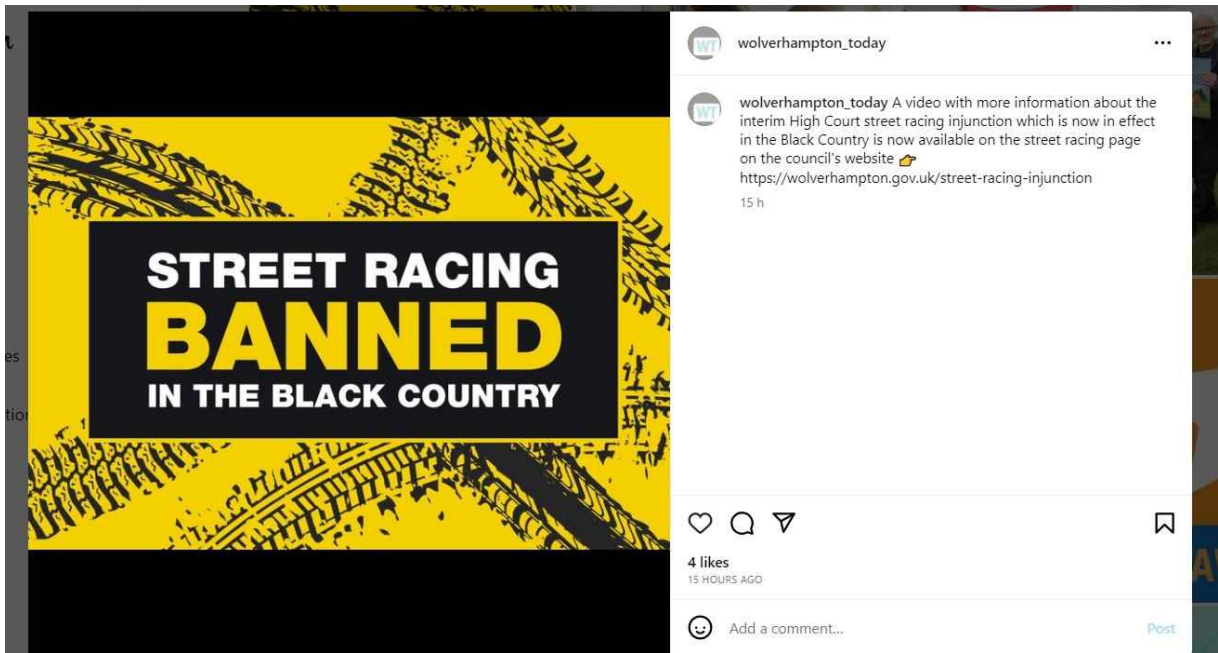 STREET RACING
BANNED
IN THE BLACK COUNTRY
WT
wolverhampton_today
WT
wolverhampton_today A video with more information about the
interim High Court street racing injunction which is now in effect
in the Black Country is now available on the street racing page
on the council's website 👉
https://wolverhampton.gov.uk/street-racing-injunction
15 h
4 likes
15 HOURS AGO
Add a comment...
Post